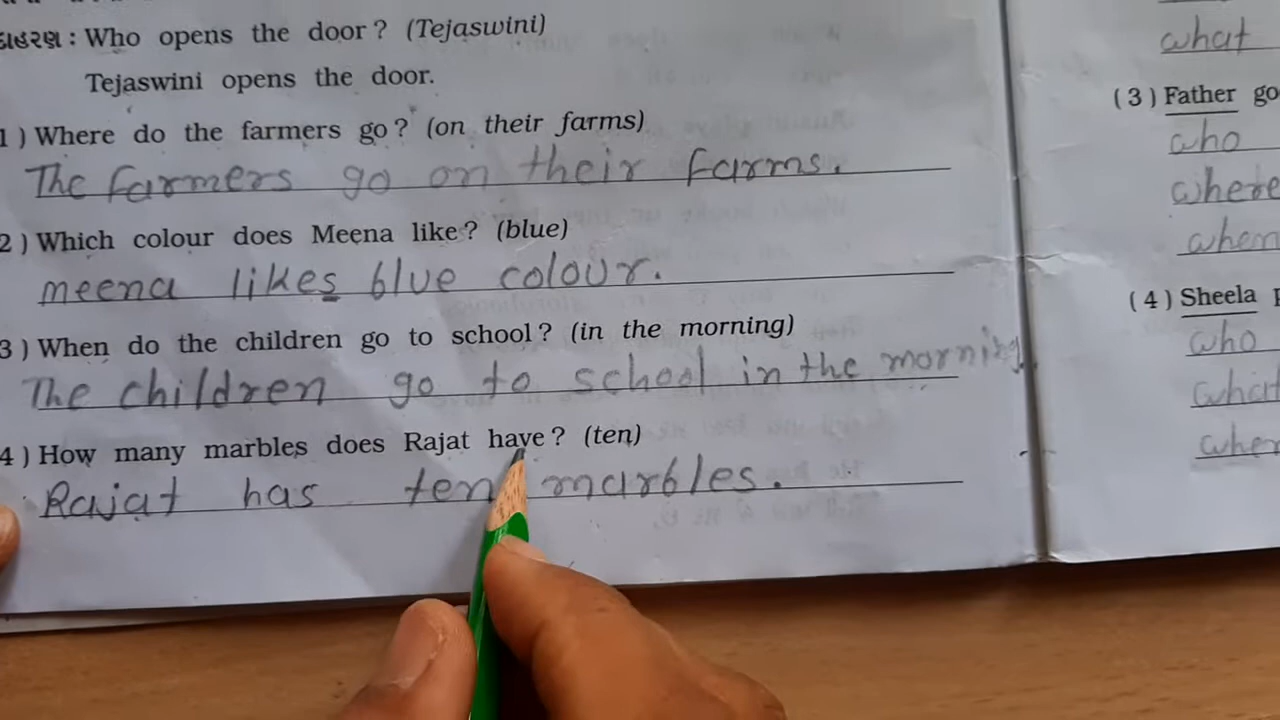 Who opens the door? (Tejaswini)
Tejaswini opens the door.
1) Where do the farmers go? (on their farms)
The farmers go on their farms.
2) Which colour does Meena like? (blue)
meena likes blue colour.
3) When do the children go to school? (in the morning)
The children go to school in the morning
4) How many marbles does Rajat have? (ten)
Rajat has ten marbles.
what
(3) Father go
who
where
when
(4) Sheela
who
what